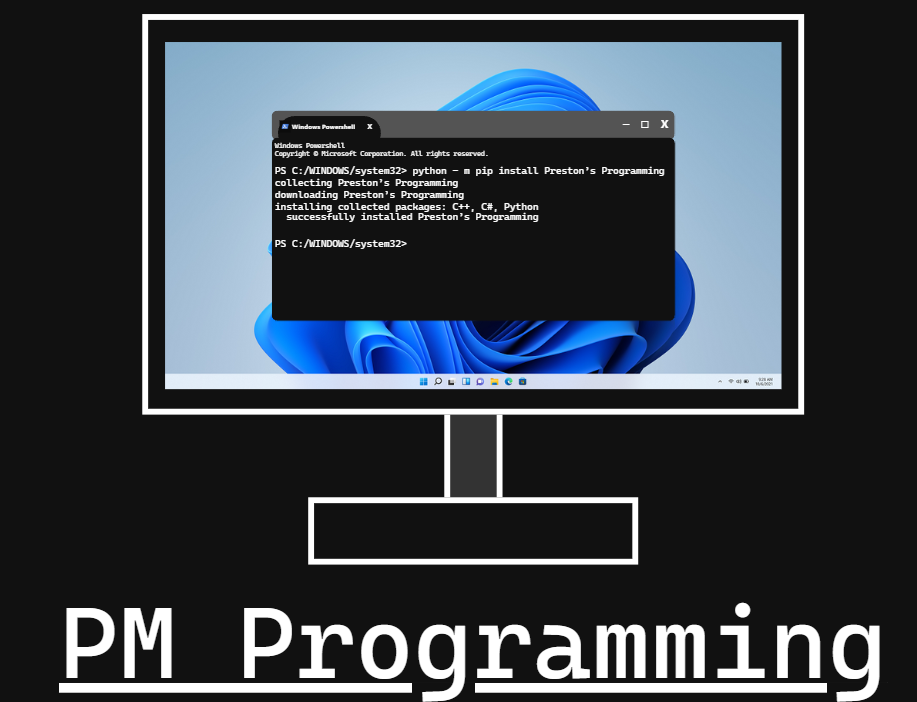 Windows Powershell X
X
Windows Powershell
Copyright © Microsoft Corporation. All rights reserved.
PS C:/WINDOWS/system32> python - m pip install Preston’s Programming
collecting Preston’s Programming
downloading Preston’s Programming
installing collected packages: C++, C#, Python
successfully installed Preston’s Programming
PS C:/WINDOWS/system32>
PM Programming